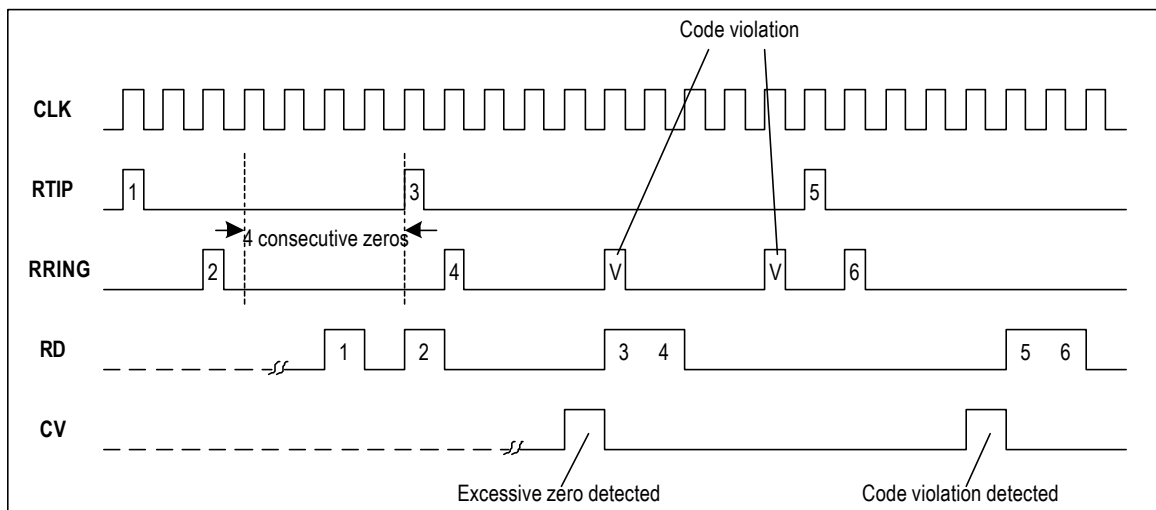 Code violation
CLK
RTIP
1
3
5
4 consecutive zeros
RRING
2
4
V
V
6
RD
1
2
3 4
5 6
CV
Excessive zero detected
Code violation detected